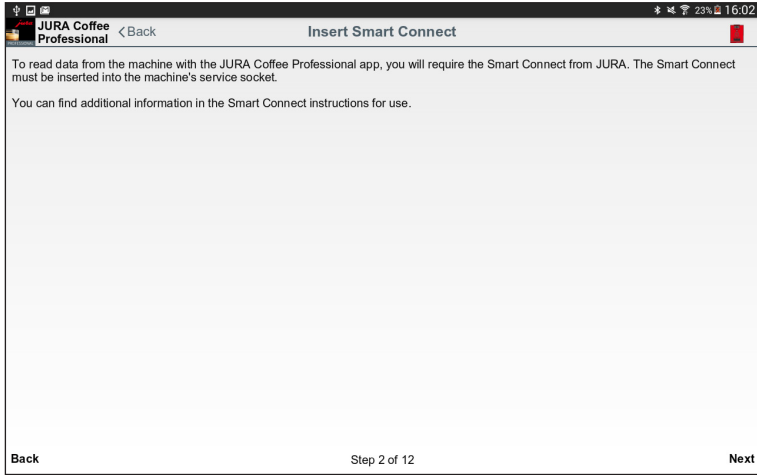 23% 16:02
JURA Coffee
Professional
Back
Insert Smart Connect
To read data from the machine with the JURA Coffee Professional app, you will require the Smart Connect from JURA. The Smart Connect
must be inserted into the machine's service socket.
You can find additional information in the Smart Connect instructions for use.
Back
Step 2 of 12
Next